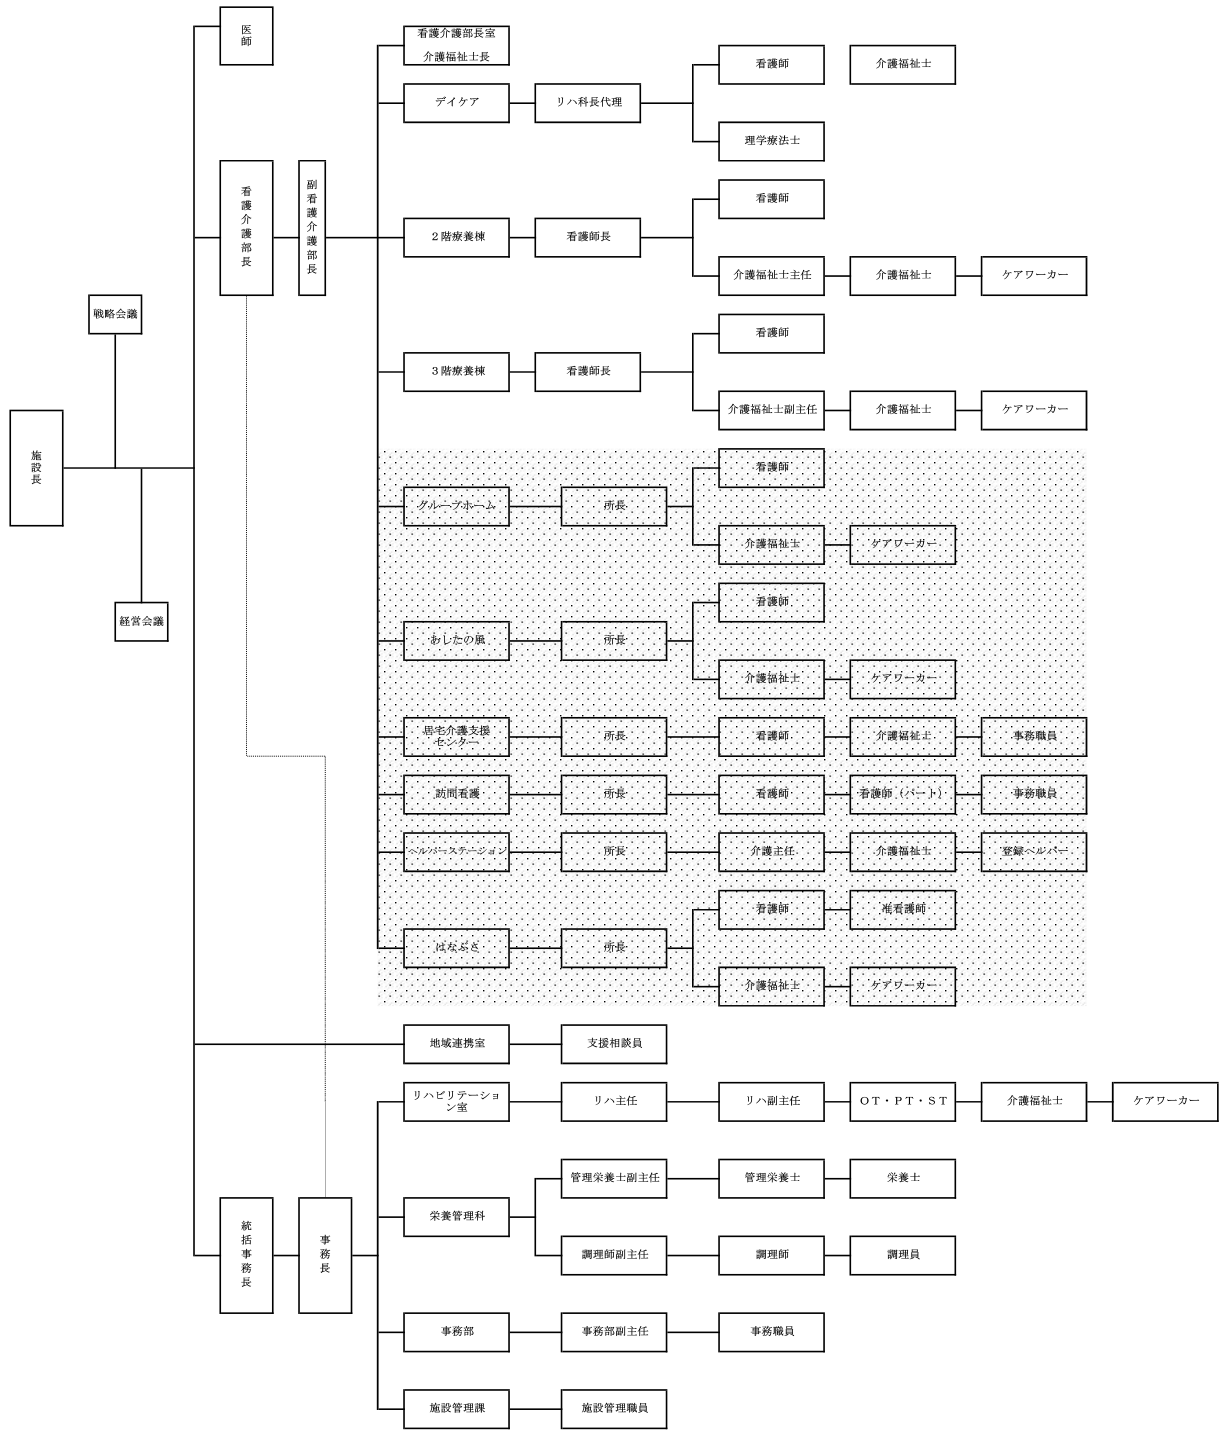 医師
看護介護部長室
介護福祉士長
看護師
介護福祉士
デイケア
リハ科長代理
理学療法士
看護介護部長
副看護介護部長
看護師
２階療養棟
看護師長
介護福祉士主任
介護福祉士
ケアワーカー
戦略会議
看護師
３階療養棟
看護師長
介護福祉士副主任
介護福祉士
ケアワーカー
施設長
看護師
グループホーム
所長
介護福祉士
ケアワーカー
経営会議
看護師
あしたの風
所長
介護福祉士
ケアワーカー
居宅介護支援
センター
所長
看護師
介護福祉士
事務職員
訪問看護
所長
看護師
看護師（パート）
事務職員
ヘルパーステーション
所長
介護主任
介護福祉士
登録ヘルパー
看護師
准看護師
はなぶさ
所長
介護福祉士
ケアワーカー
地域連携室
支援相談員
リハビリテーショ
ン室
リハ主任
リハ副主任
ＯＴ・ＰＴ・ＳＴ
介護福祉士
ケアワーカー
管理栄養士副主任
管理栄養士
栄養士
栄養管理科
統括事務長
事務長
調理師副主任
調理師
調理員
事務部
事務部副主任
事務職員
施設管理課
施設管理職員